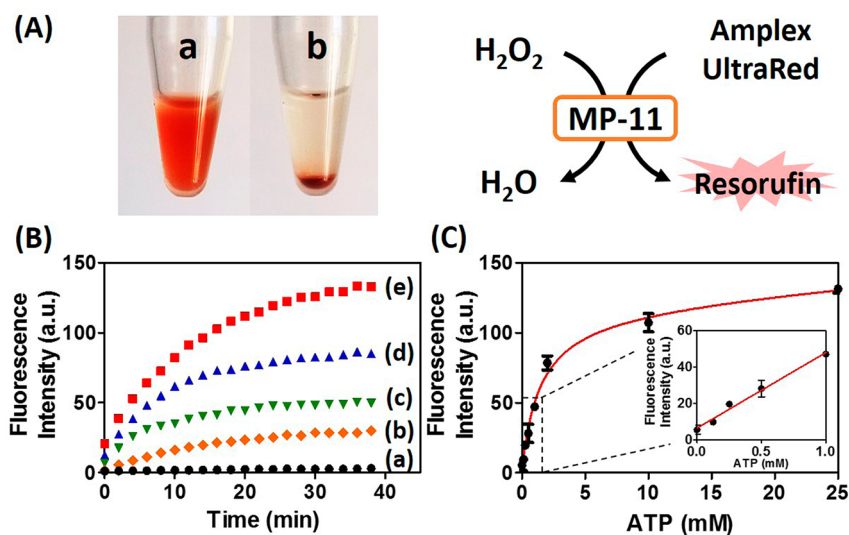 (A)
a
b
H₂O₂
Amplex
UltraRed
MP-11
H₂O
Resorufin
(B)
Fluorescence
Intensity (a.u.)
150
100
50
0
0
10
20
30
40
Time (min)
(e)
(d)
(c)
(b)
(a)
(C)
Fluorescence
Intensity (a.u.)
150
100
50
0
0
5
10
15
20
25
ATP (mM)
Fluorescence
Intensity (a.u.)
60
40
20
0
0.0
0.5
1.0
ATP (mM)